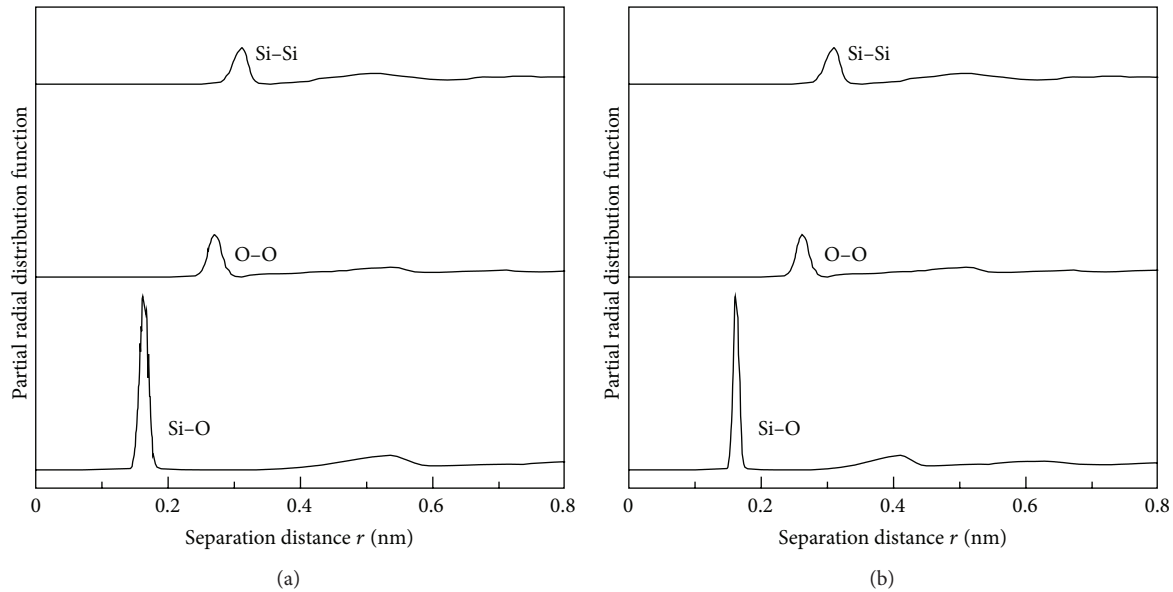 Partial radial distribution function
Si–Si
O–O
Si–O
0
0.2
0.4
0.6
0.8
Separation distance r (nm)
(a)
Partial radial distribution function
Si–Si
O–O
Si–O
0
0.2
0.4
0.6
0.8
Separation distance r (nm)
(b)